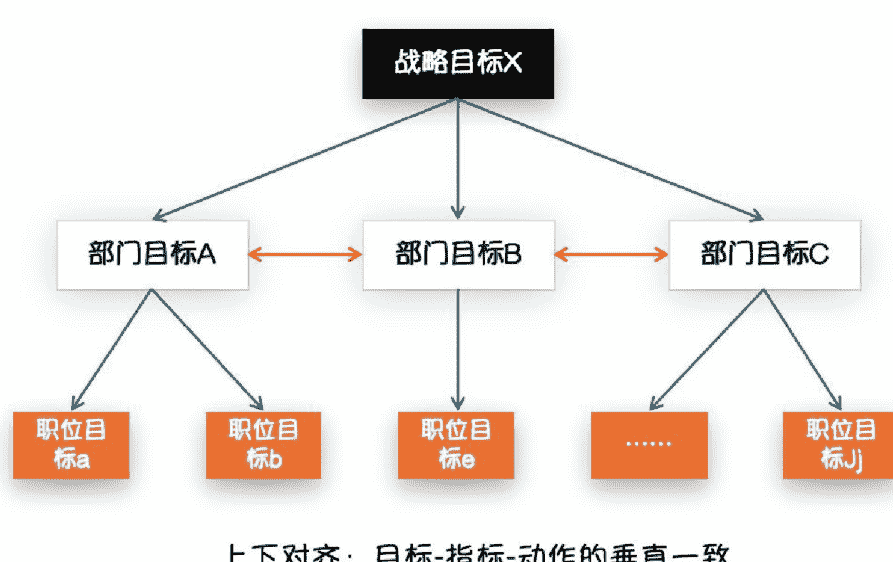 战略目标X
部门目标A
部门目标B
部门目标C
职位目
标a
职位目
标b
职位目
标e
……
职位目
标Jj
上下对齐：目标-指标-动作的垂直一致